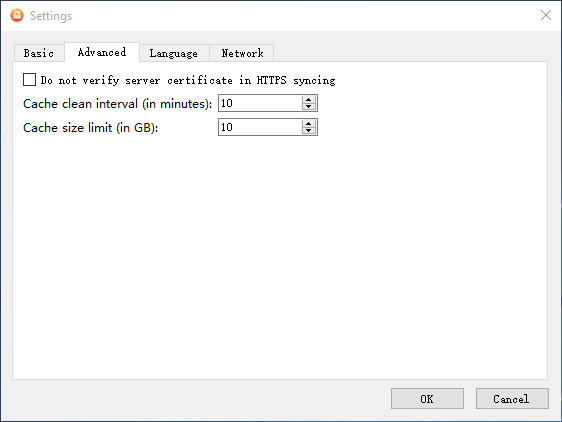 Settings
Basic Advanced Language Network
Do not verify server certificate in HTTPS syncing
Cache clean interval (in minutes): 10
Cache size limit (in GB): 10
OK Cancel